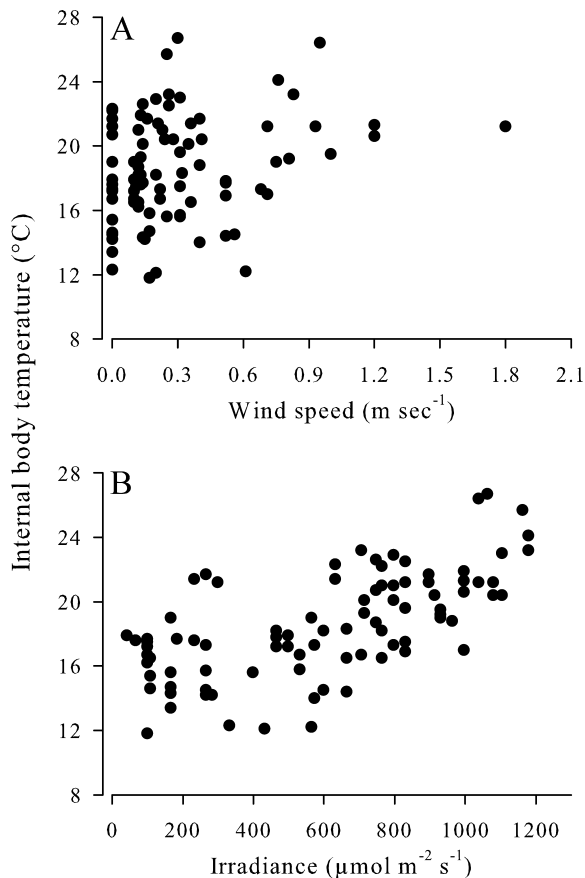 A
28
24
20
16
12
8
0.0 0.3 0.6 0.9 1.2 1.5 1.8 2.1
Wind speed (m sec⁻¹)
Internal body temperature (°C)
B
28
24
20
16
12
8
0 200 400 600 800 1000 1200
Irradiance (µmol m⁻² s⁻¹)